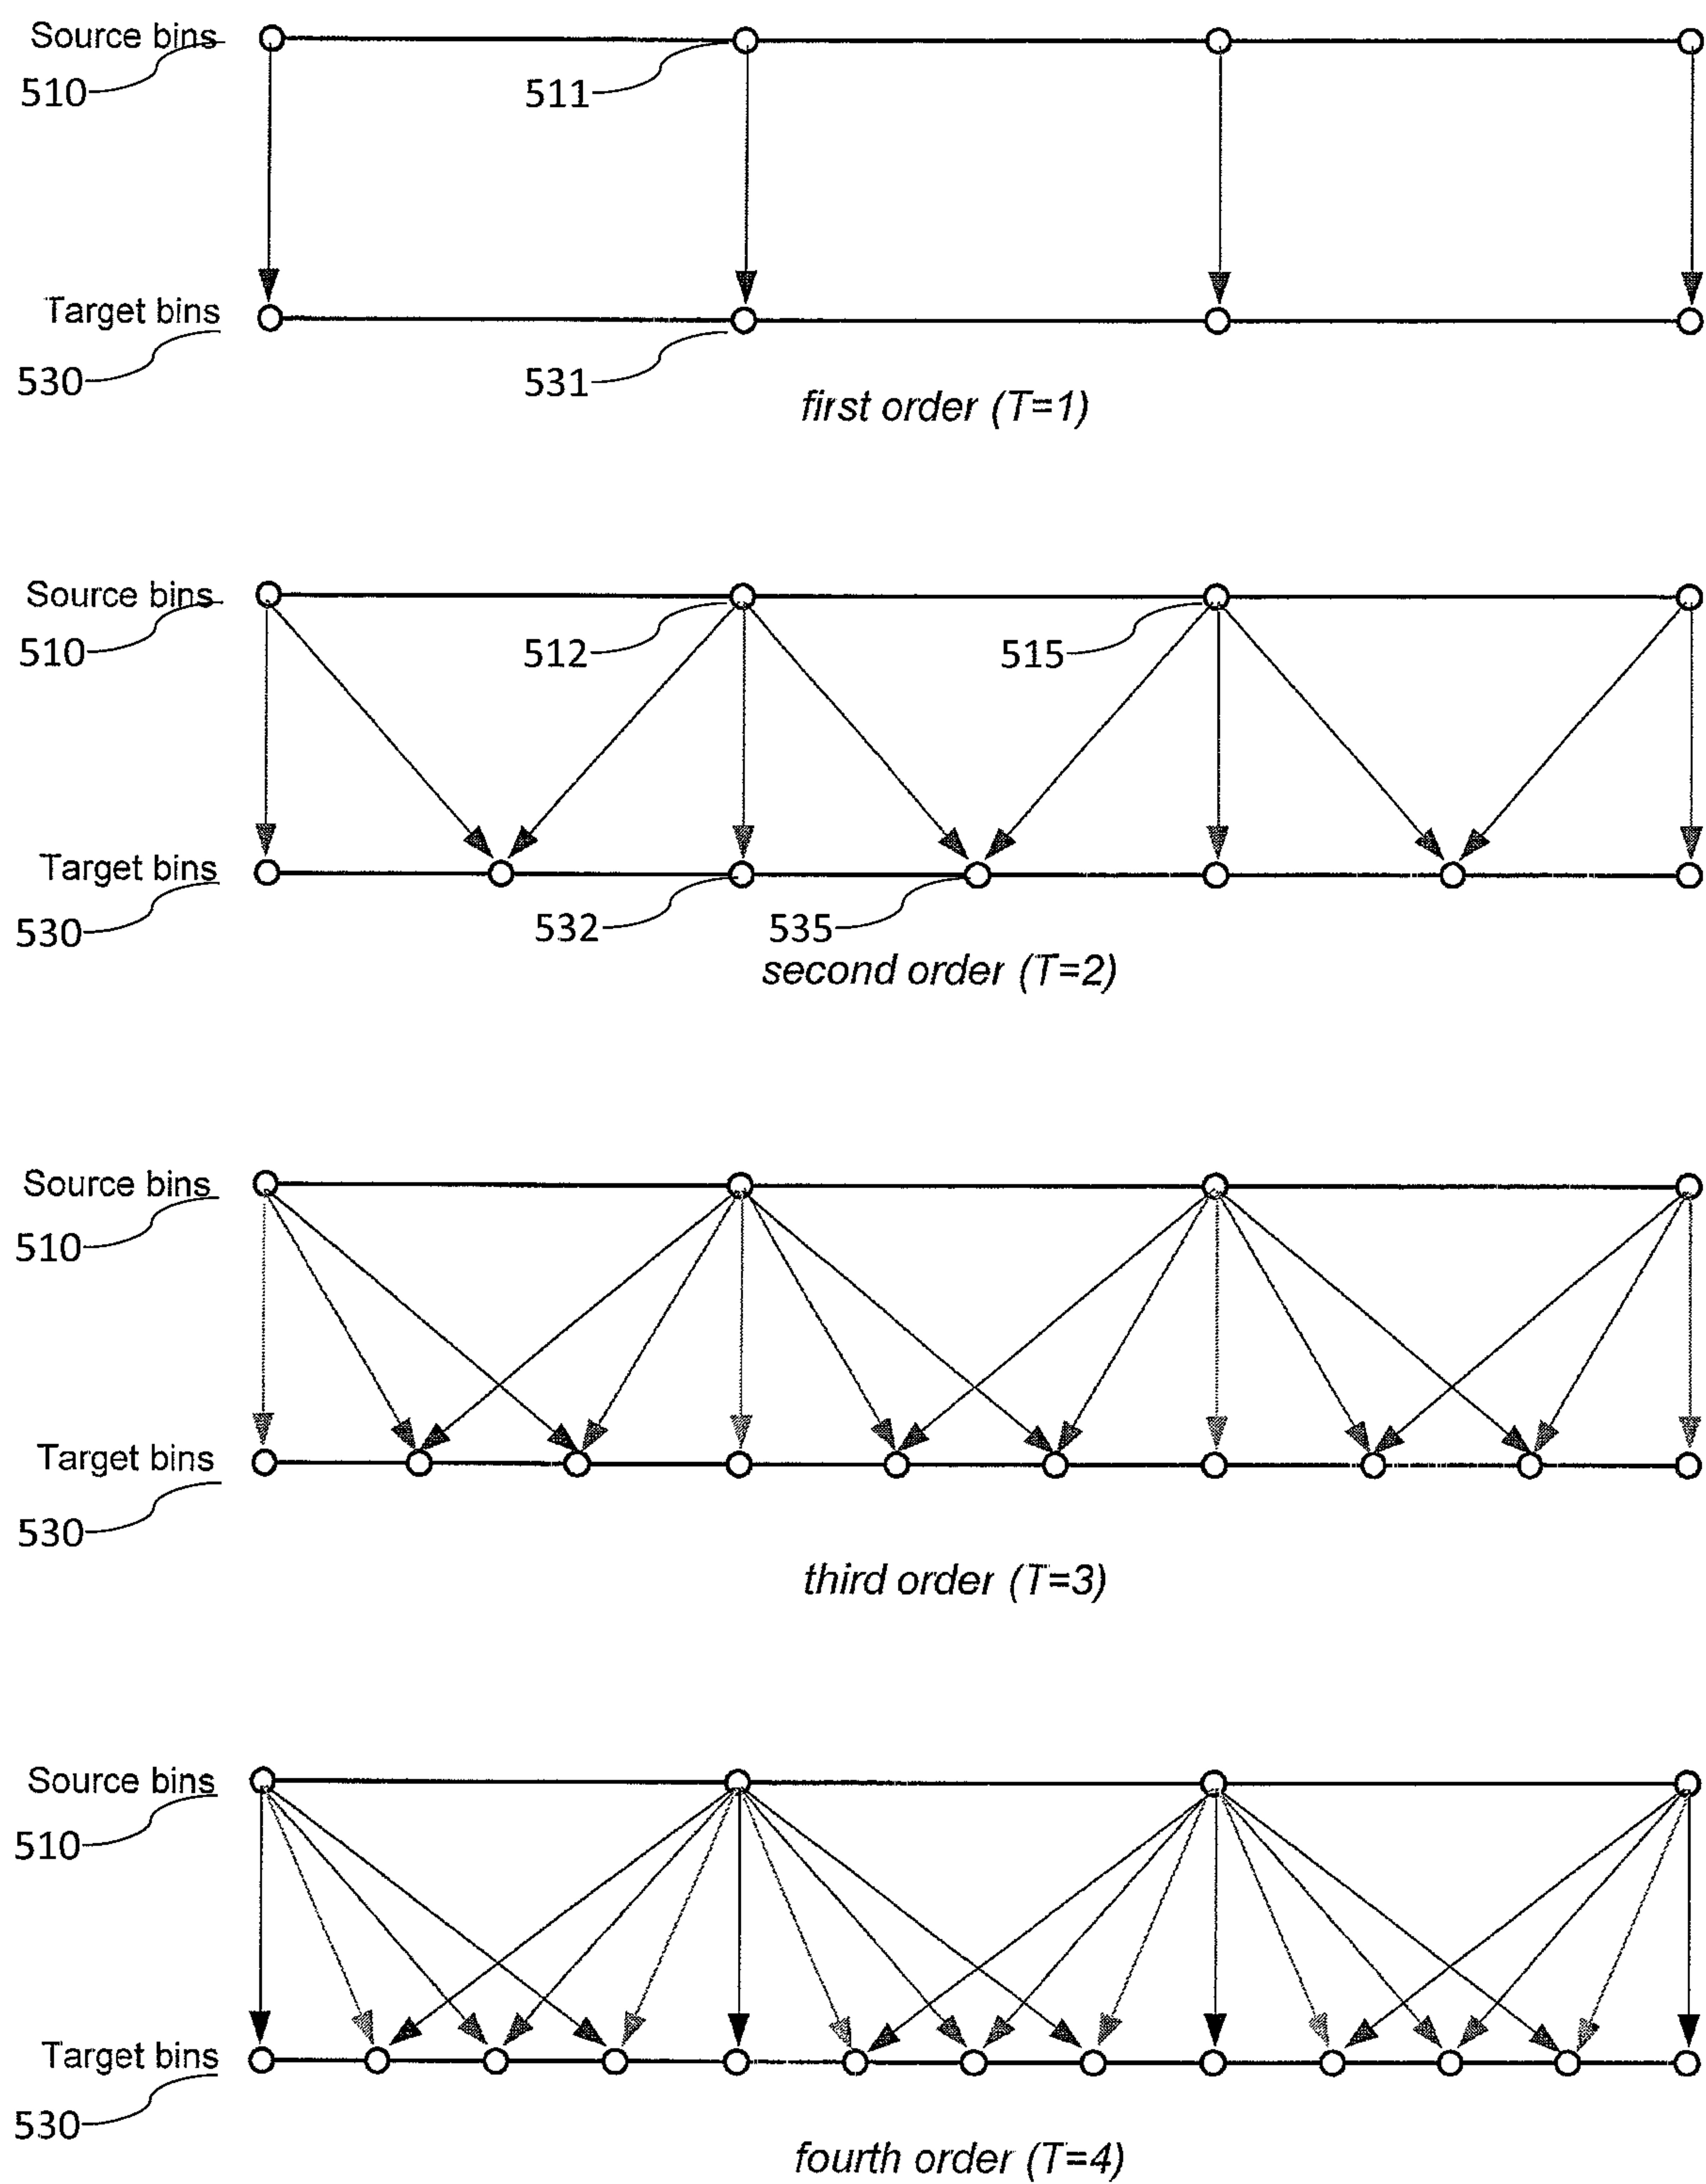 Source bins
510
511
Target bins
530
531
first order (T=1)
Source bins
510
512
515
Target bins
530
532
535
second order (T=2)
Source bins
510
Target bins
530
third order (T=3)
Source bins
510
Target bins
530
fourth order (T=4)